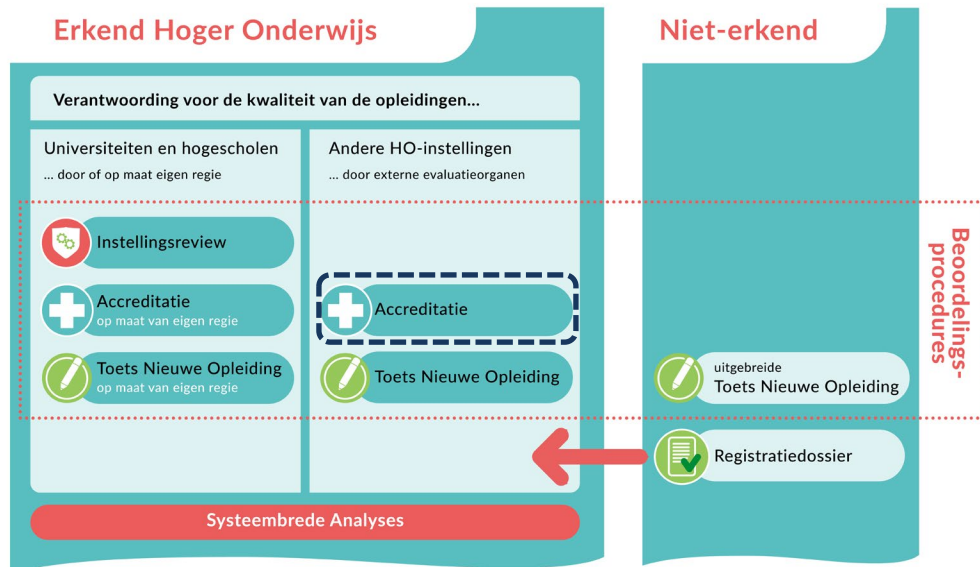 Erkend Hoger Onderwijs
Niet-erkend
Verantwoording voor de kwaliteit van de opleidingen...
Universiteiten en hogescholen
... door of op maat eigen regie
Andere HO-instellingen
... door externe evaluatieorganen
Instellingsreview
Accreditatie
op maat van eigen regie
Toets Nieuwe Opleiding
op maat van eigen regie
Accreditatie
Toets Nieuwe Opleiding
uitgebreide
Toets Nieuwe Opleiding
Registratiedossier
Beoordelings-
procedures
Systeembrede Analyses